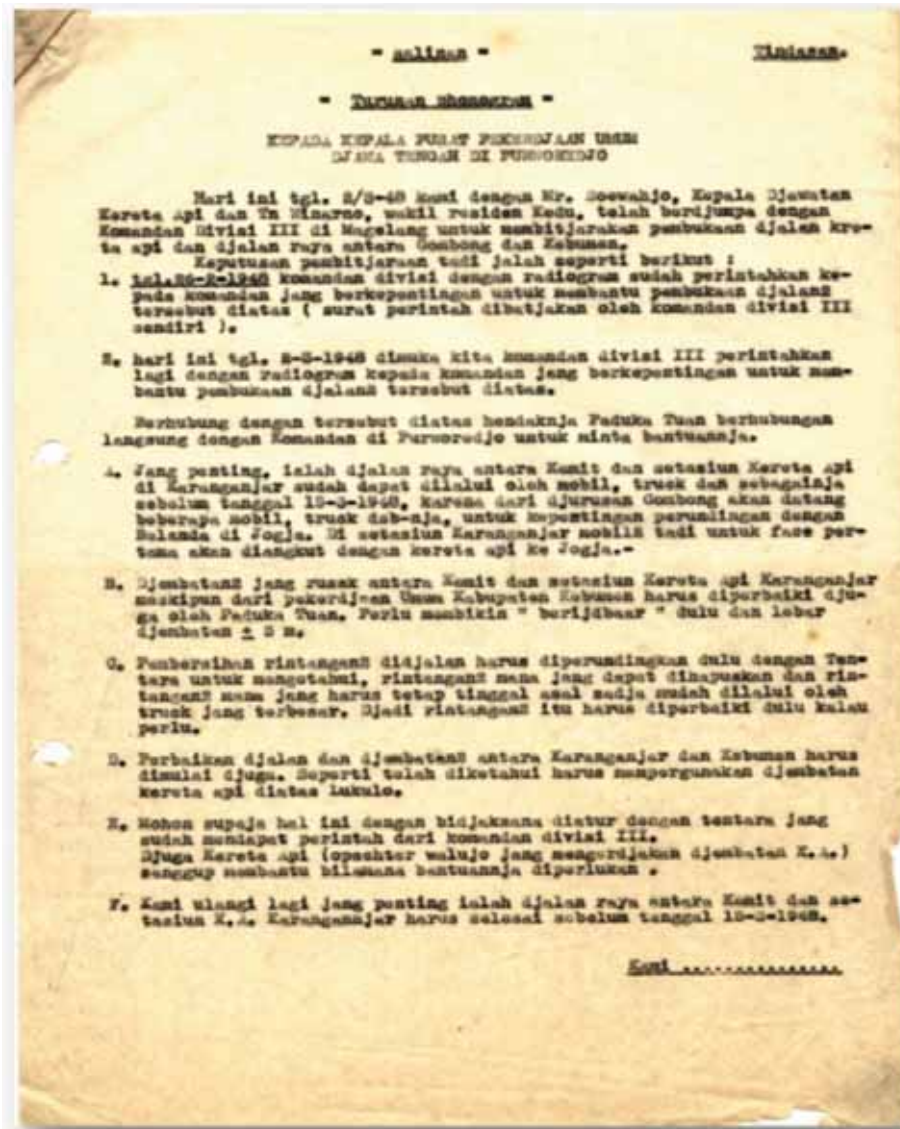 - salinan -
Tindasan.
- Turunan phonogram -
KEPADA KEPALA PUSAT PEKERDJAAN UMUM
DJAWA TENGAH DI PURWOREDJO
Hari ini tgl. 2/3-48 kami dengan Mr. Soewahjo, Kepala Djawatan
Kereta Api dan Tn Winarno, wakil residen Kedu, telah berdjumpa dengan
Komandan Divisi III di Magelang untuk membitjarakan pembukaan djalan kre-
ta api dan djalan raya antara Gombong dan Kebumen.
Keputusan pembitjaraan tadi jalah seperti berikut :
1. tgl.26-2-1948 komandan divisi dengan radiogram sudah perintahkan ke-
pada komandan jang berkepentingan untuk membantu pembukaan djalan2
tersebut diatas ( surat perintah dibatjakan oleh komandan divisi III
sendiri ).
2. hari ini tgl. 2-3-1948 dimuka kita komandan divisi III perintahkan
lagi dengan radiogram kepada komandan jang berkepentingan untuk mem-
bantu pembukaan djalan2 tersebut diatas.
Berhubung dengan tersebut diatas hendaknja Paduka Tuan berhubungan
langsung dengan Komandan di Purworedjo untuk minta bantuannja.
A. Jang penting, ialah djalan raya antara Kemit dan setasiun Kereta Api
di Karanganjar sudah dapat dilalui oleh mobil, truck dan sebagainja
sebelum tanggal -3-1948, karena dari djurusan Gombong akan datang
beberapa mobil, truck dsb-nja, untuk kepentingan perundingan dengan
Belanda di Jogja. Di setasiun Karanganjar mobil2 tadi untuk fase per-
tama akan diangkut dengan kereta api ke Jogja.-
B. Djembatan2 jang rusak antara Kemit dan setasiun Kereta Api Karanganjar
meskipun dari pekerdjaan Umum Kabupaten Kebumen harus diperbaiki dju-
ga oleh Paduka Tuan. Perlu membikin " berijdbaar " dulu dan lebar
djembatan ± 3 m.
C. Pembersihan rintangan2 didjalan harus diperundingkan dulu dengan Ten-
tara untuk mengetahui, rintangan2 mana jang dapat dihapuskan dan rin-
tangan2 mana jang harus tetap tinggal asal sadja mudah dilalui oleh
truck jang terbesar. Djadi rintangan2 itu harus diperbaiki dulu kalau
perlu.
D. Perbaikan djalan dan djembatan2 antara Karanganjar dan Kebumen harus
dimulai djuga. Seperti telah diketahui harus mempergunakan djembatan
kereta api diatas Lukulo.
E. Mohon supaja hal ini dengan bidjaksana diatur dengan tentara jang
sudah mendapat perintah dari komandan divisi III.
Djuga Kereta Api (opzichter walujo jang mengerdjakan djembatan K.A.)
sanggup membantu bilamana bantuannja diperlukan .
F. Kami ulangi lagi jang penting ialah djalan raya antara Kemit dan se-
tasiun K.A. Karangannjar harus selesai sebelum tanggal -3-1948.
Kami ...............